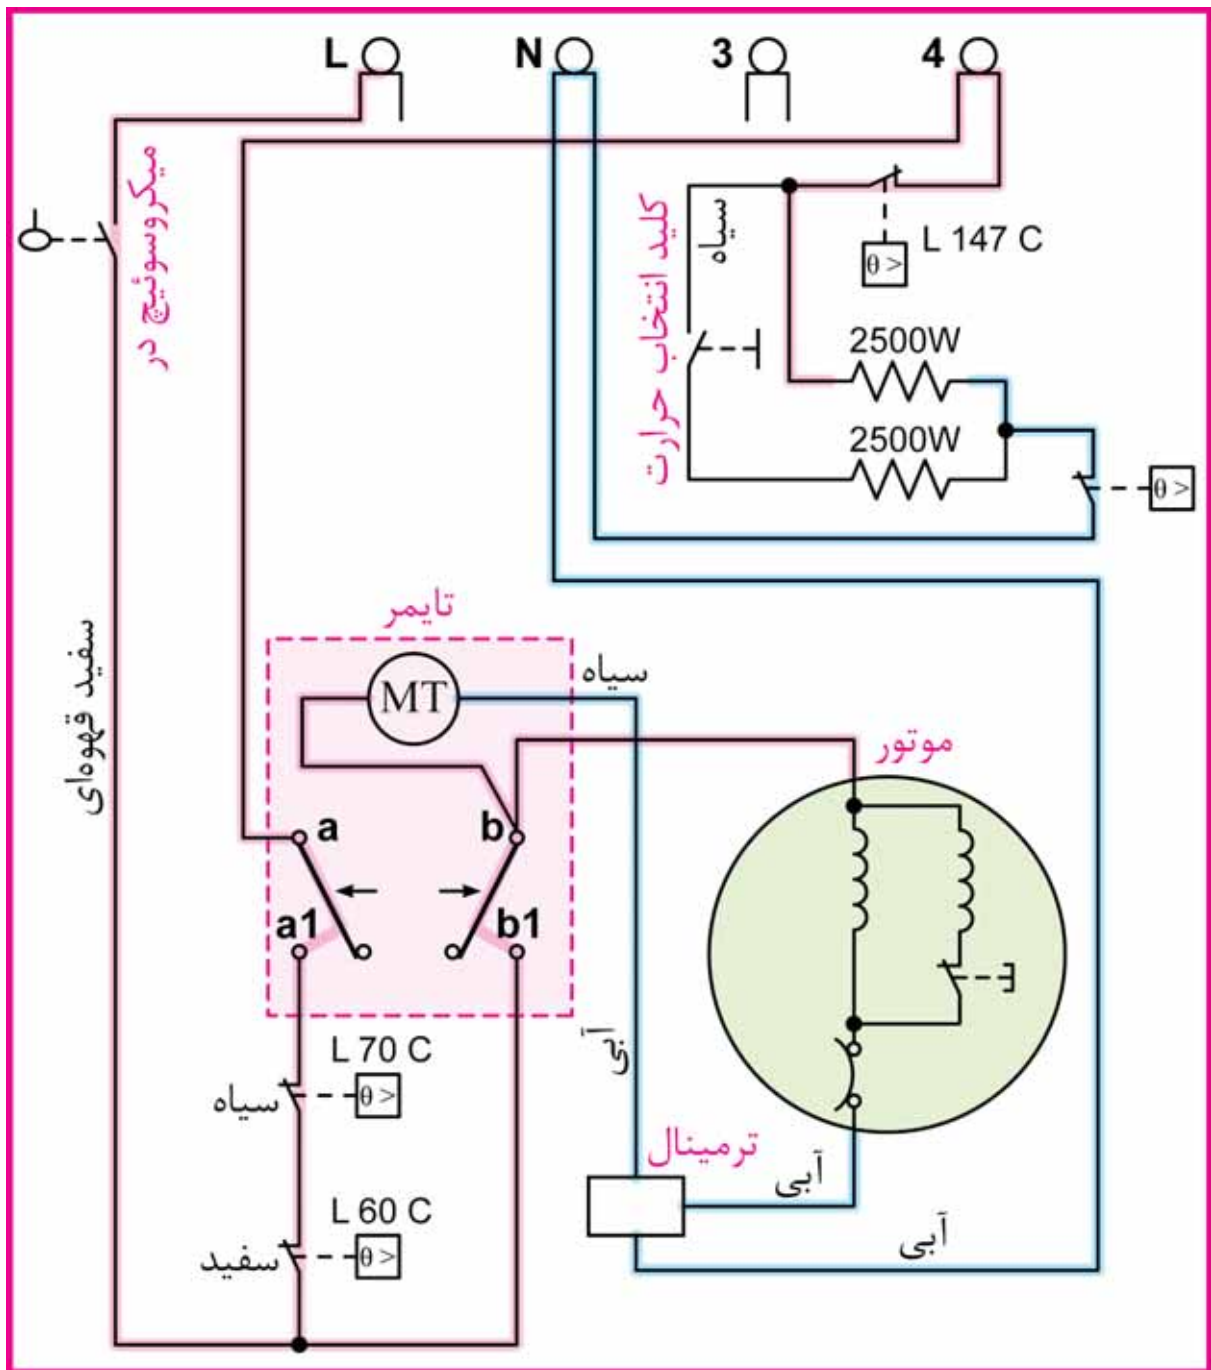 L
N
3
4
میکروسوئیچ در
سیاه
L 147 C
θ >
کلید انتخاب حرارت
2500W
2500W
θ >
تایمر
سیاه
MT
سفید قهوه‌ای
موتور
a
b
a1
b1
آبی
L 70 C
θ >
سیاه
ترمینال
آبی
L 60 C
θ >
سفید
آبی